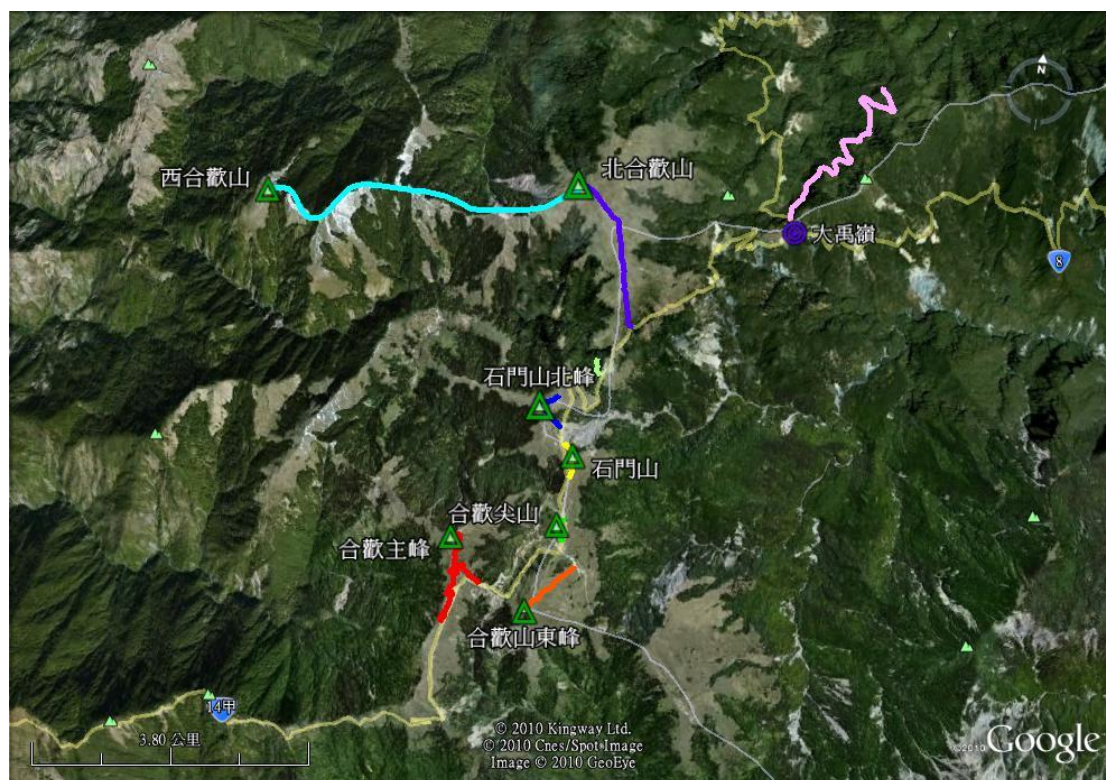 N
西合歡山
北合歡山
大禹嶺
8
石門山北峰
石門山
合歡尖山
合歡主峰
合歡山東峰
14甲
3.80 公里
© 2010 Kingway Ltd.
© 2010 Cnes/Spot Image
Image © 2010 GeoEye
©2010 Google